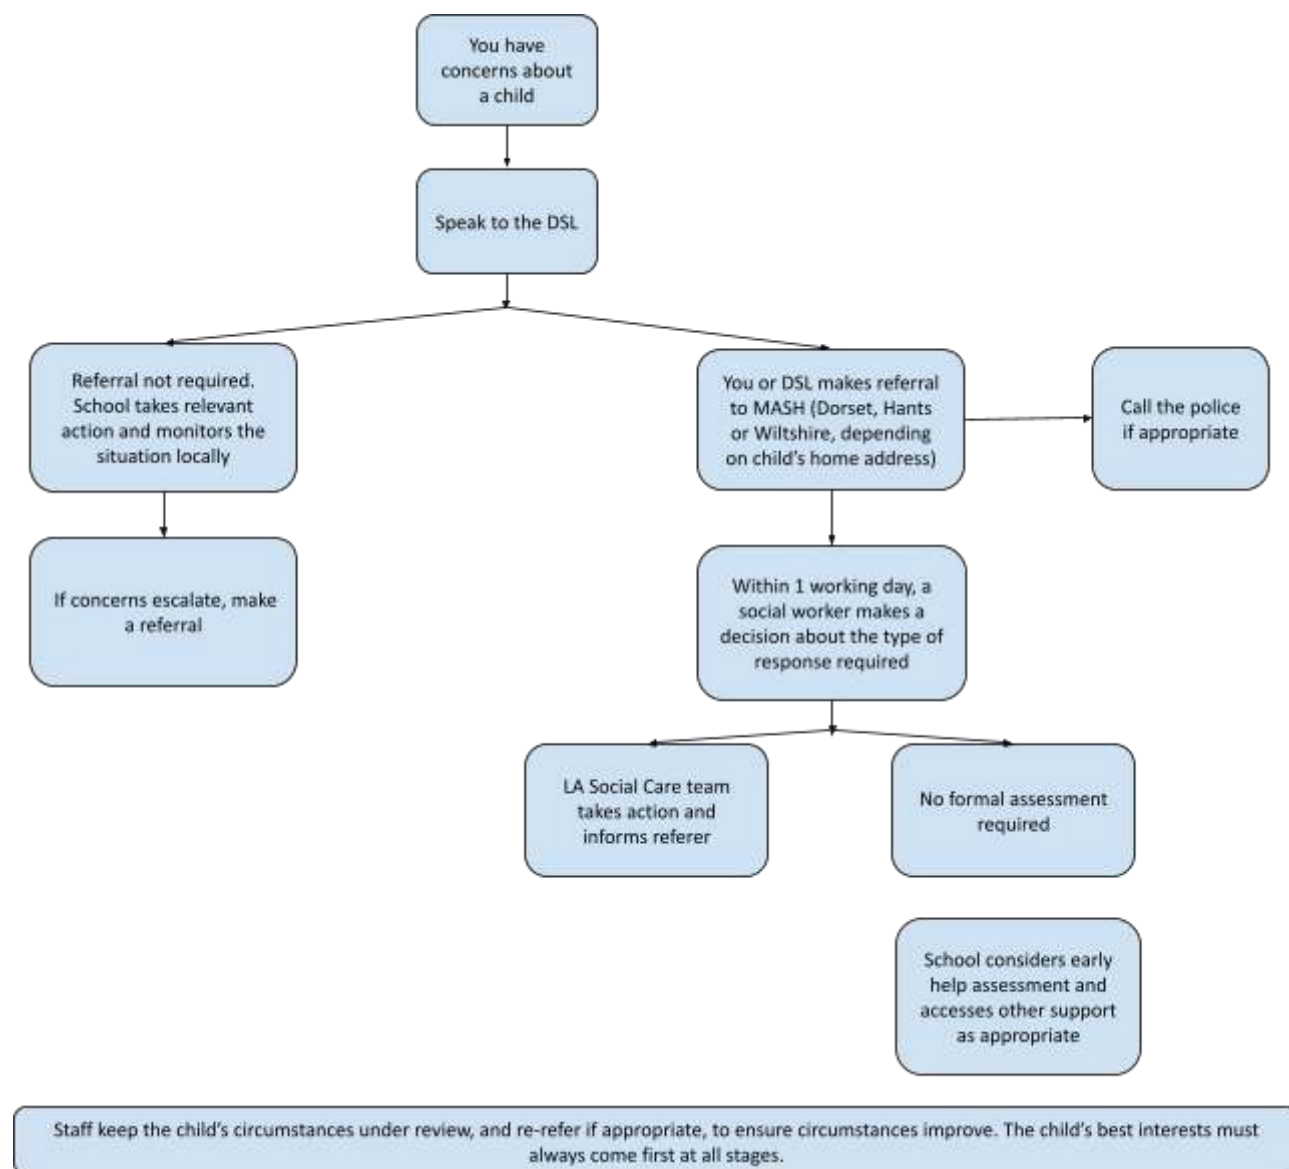 You have
concerns about
a child
Speak to the DSL
Referral not required.
School takes relevant
action and monitors the
situation locally
You or DSL makes referral
to MASH (Dorset, Hants
or Wiltshire, depending
on child's home address)
Call the police
if appropriate
If concerns escalate, make
a referral
Within 1 working day, a
social worker makes a
decision about the type of
response required
LA Social Care team
takes action and
informs referer
No formal assessment
required
School considers early
help assessment and
accesses other support
as appropriate
Staff keep the child's circumstances under review, and re-refer if appropriate, to ensure circumstances improve. The child's best interests must
always come first at all stages.